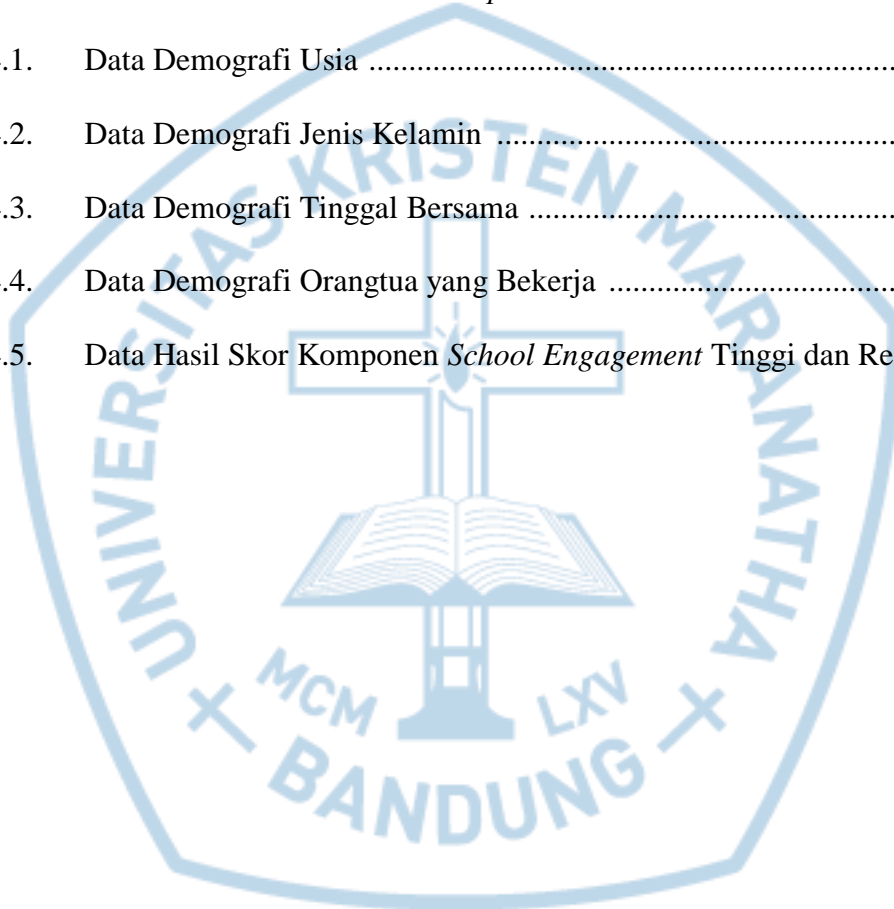 .1. Data Demografi Usia ..................................................................
.2. Data Demografi Jenis Kelamin ..................................................
.3. Data Demografi Tinggal Bersama ..............................................
.4. Data Demografi Orangtua yang Bekerja ....................................
.5. Data Hasil Skor Komponen School Engagement Tinggi dan Re
UNIVERSITAS KRISTEN MARANATHA
MCM LXV
BANDUNG